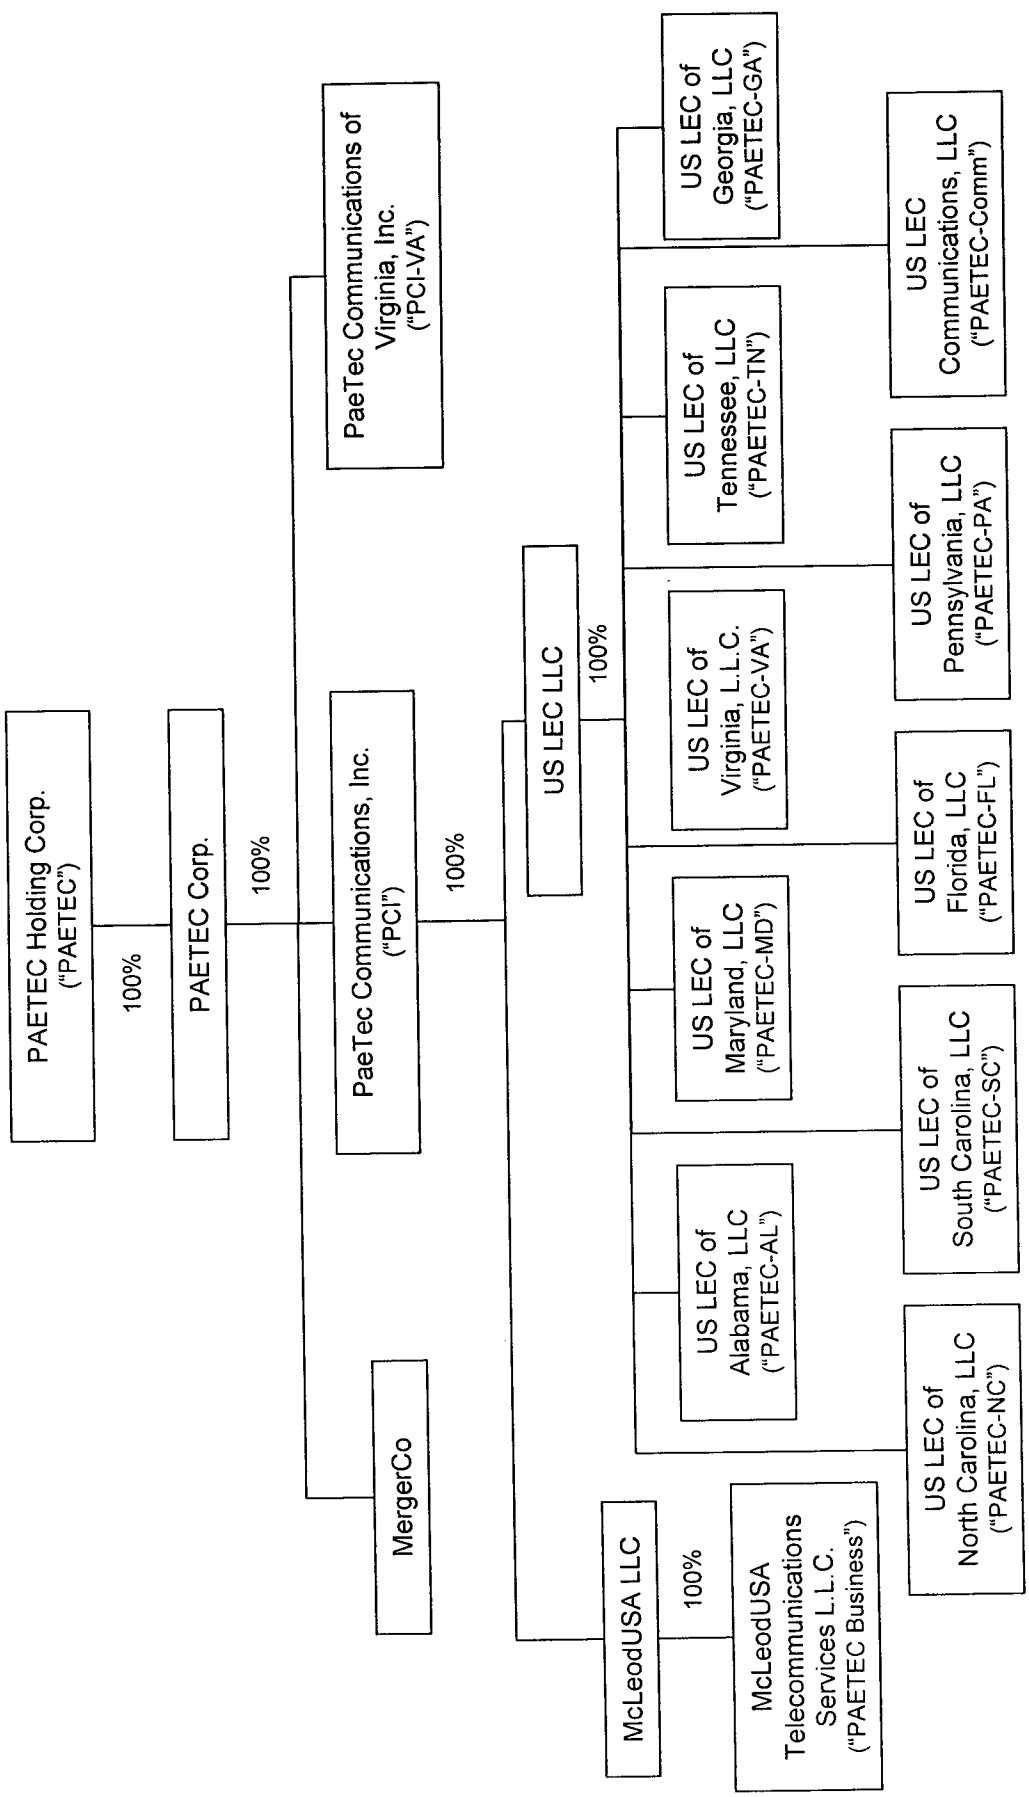 PAETEC Holding Corp.
("PAETEC")
100%
PAETEC Corp.
100%
MergerCo
PaeTec Communications, Inc.
("PCI")
PaeTec Communications of
Virginia, Inc.
("PCI-VA")
100%
McLeodUSA LLC
100%
McLeodUSA
Telecommunications
Services L.L.C.
("PAETEC Business")
US LEC LLC
100%
US LEC of
Alabama, LLC
("PAETEC-AL")
US LEC of
Maryland, LLC
("PAETEC-MD")
US LEC of
Virginia, L.L.C.
("PAETEC-VA")
US LEC of
Tennessee, LLC
("PAETEC-TN")
US LEC of
Georgia, LLC
("PAETEC-GA")
US LEC of
North Carolina, LLC
("PAETEC-NC")
US LEC of
South Carolina, LLC
("PAETEC-SC")
US LEC of
Florida, LLC
("PAETEC-FL")
US LEC of
Pennsylvania, LLC
("PAETEC-PA")
US LEC
Communications, LLC
("PAETEC-Comm")